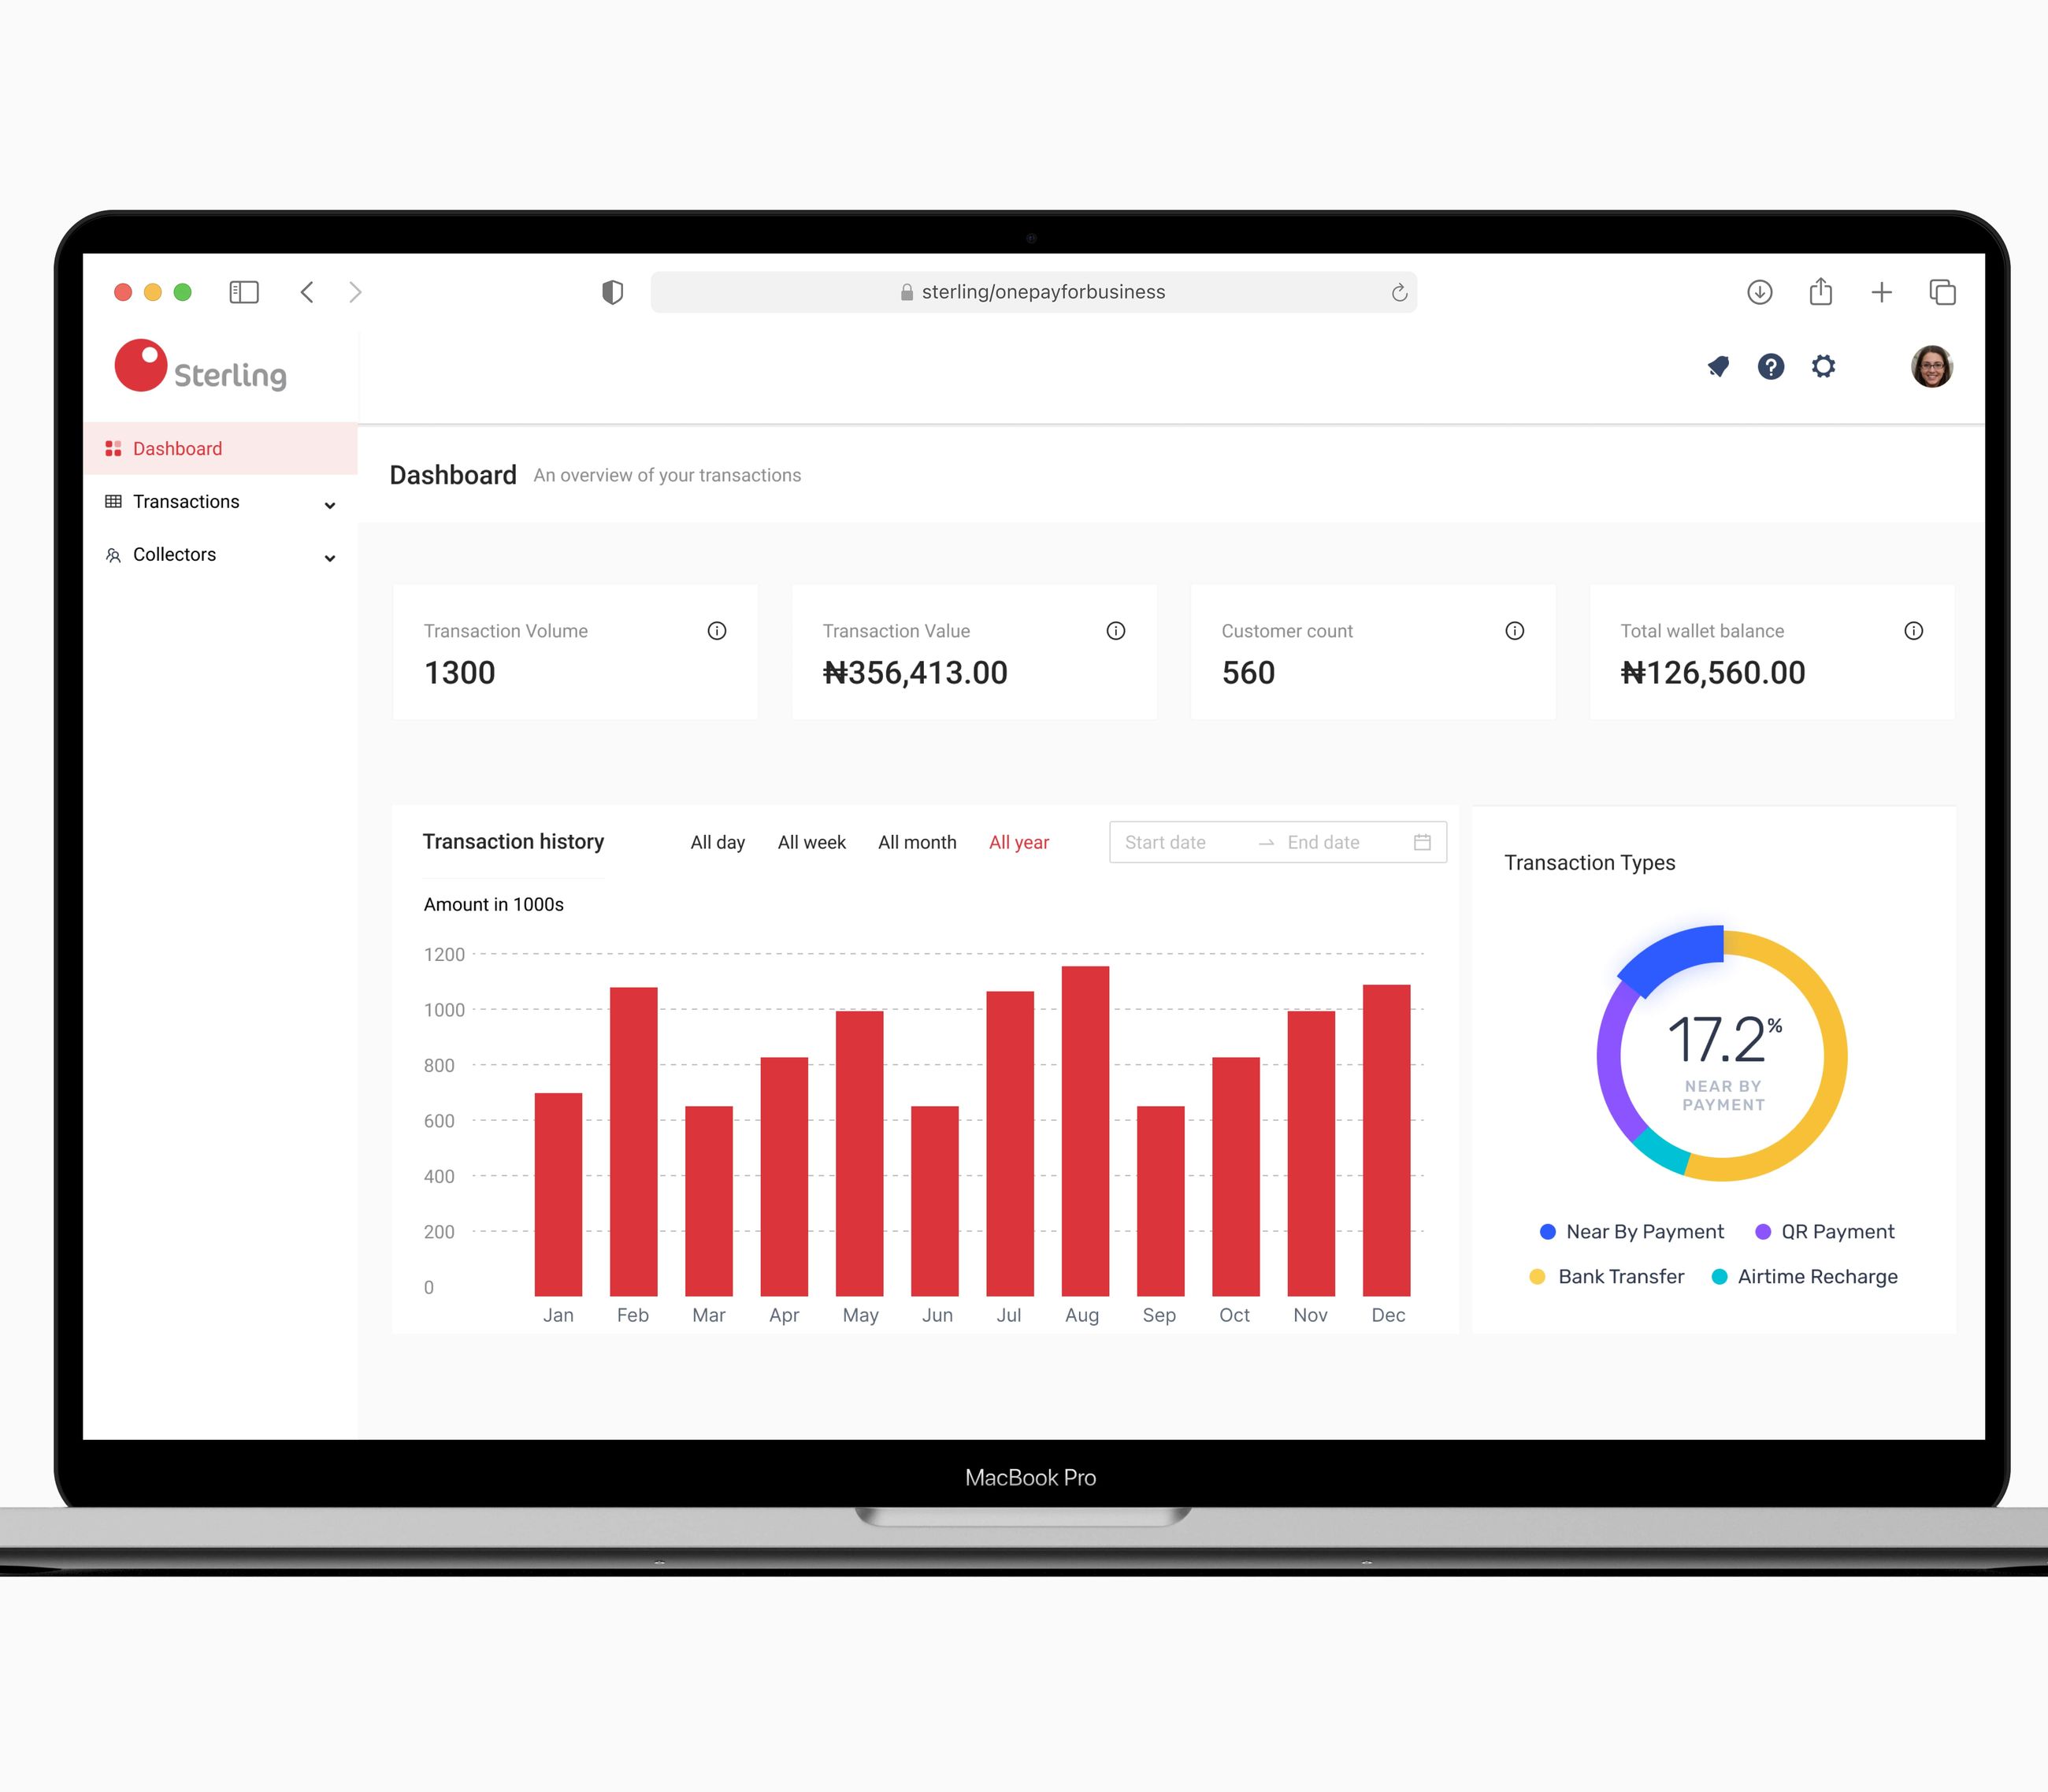 sterling/onepayforbusiness
Sterling
Dashboard
Transactions
Collectors
Dashboard An overview of your transactions
Transaction Volume
1300
Transaction Value
₦356,413.00
Customer count
560
Total wallet balance
₦126,560.00
Transaction history All day All week All month All year Start date End date
Amount in 1000s
1200
1000
800
600
400
200
0
Jan Feb Mar Apr May Jun Jul Aug Sep Oct Nov Dec
Transaction Types
17.2%
NEAR BY
PAYMENT
Near By Payment QR Payment
Bank Transfer Airtime Recharge
MacBook Pro